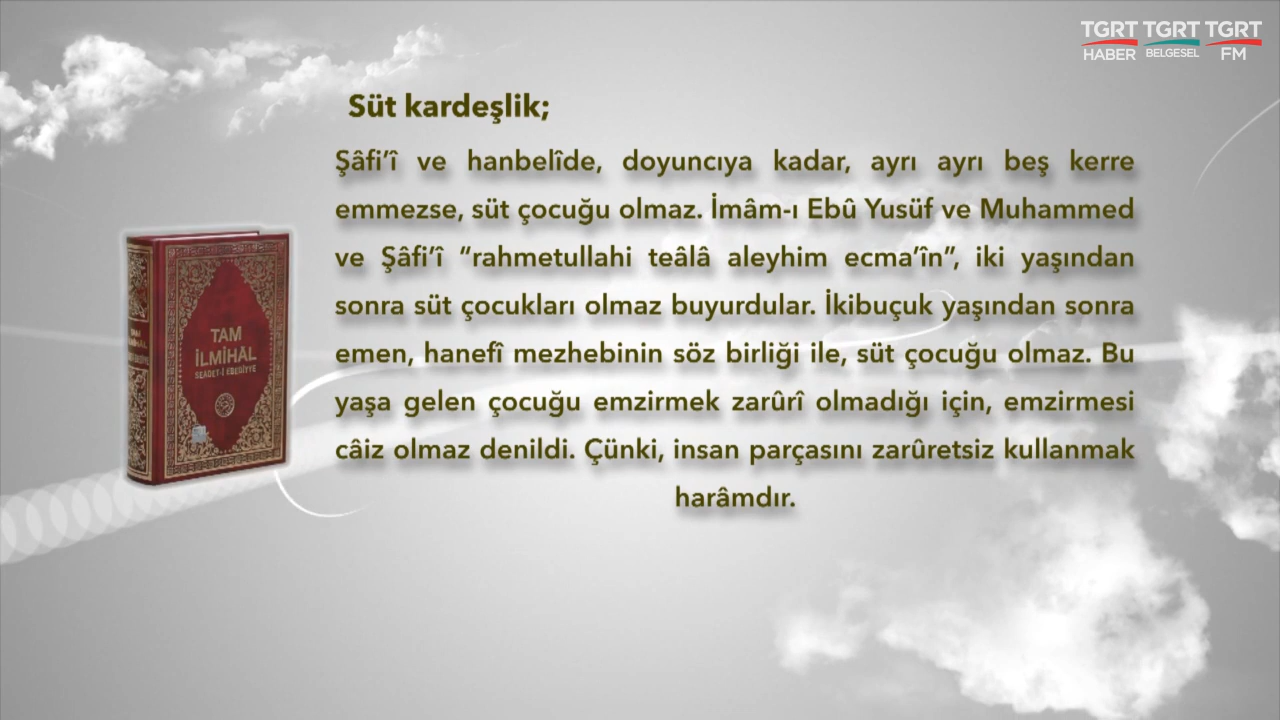 TGRT TGRT TGRT
HABER BELGESEL FM
Süt kardeşlik;
Şâfi’î ve hanbelîde, doyuncıya kadar, ayrı ayrı beş kerre
emmezse, süt çocuğu olmaz. İmâm-ı Ebû Yusüf ve Muhammed
ve Şâfi’î “rahmetullahi teâlâ aleyhim ecma’în”, iki yaşından
sonra süt çocukları olmaz buyurdular. İkibuçuk yaşından sonra
emen, hanefî mezhebinin söz birliği ile, süt çocuğu olmaz. Bu
yaşa gelen çocuğu emzirmek zarûrî olmadığı için, emzirmesi
câiz olmaz denildi. Çünki, insan parçasını zarûretsiz kullanmak
harâmdır.
TAM
İLMİHÂL
SEADET-İ EBEDİYYE